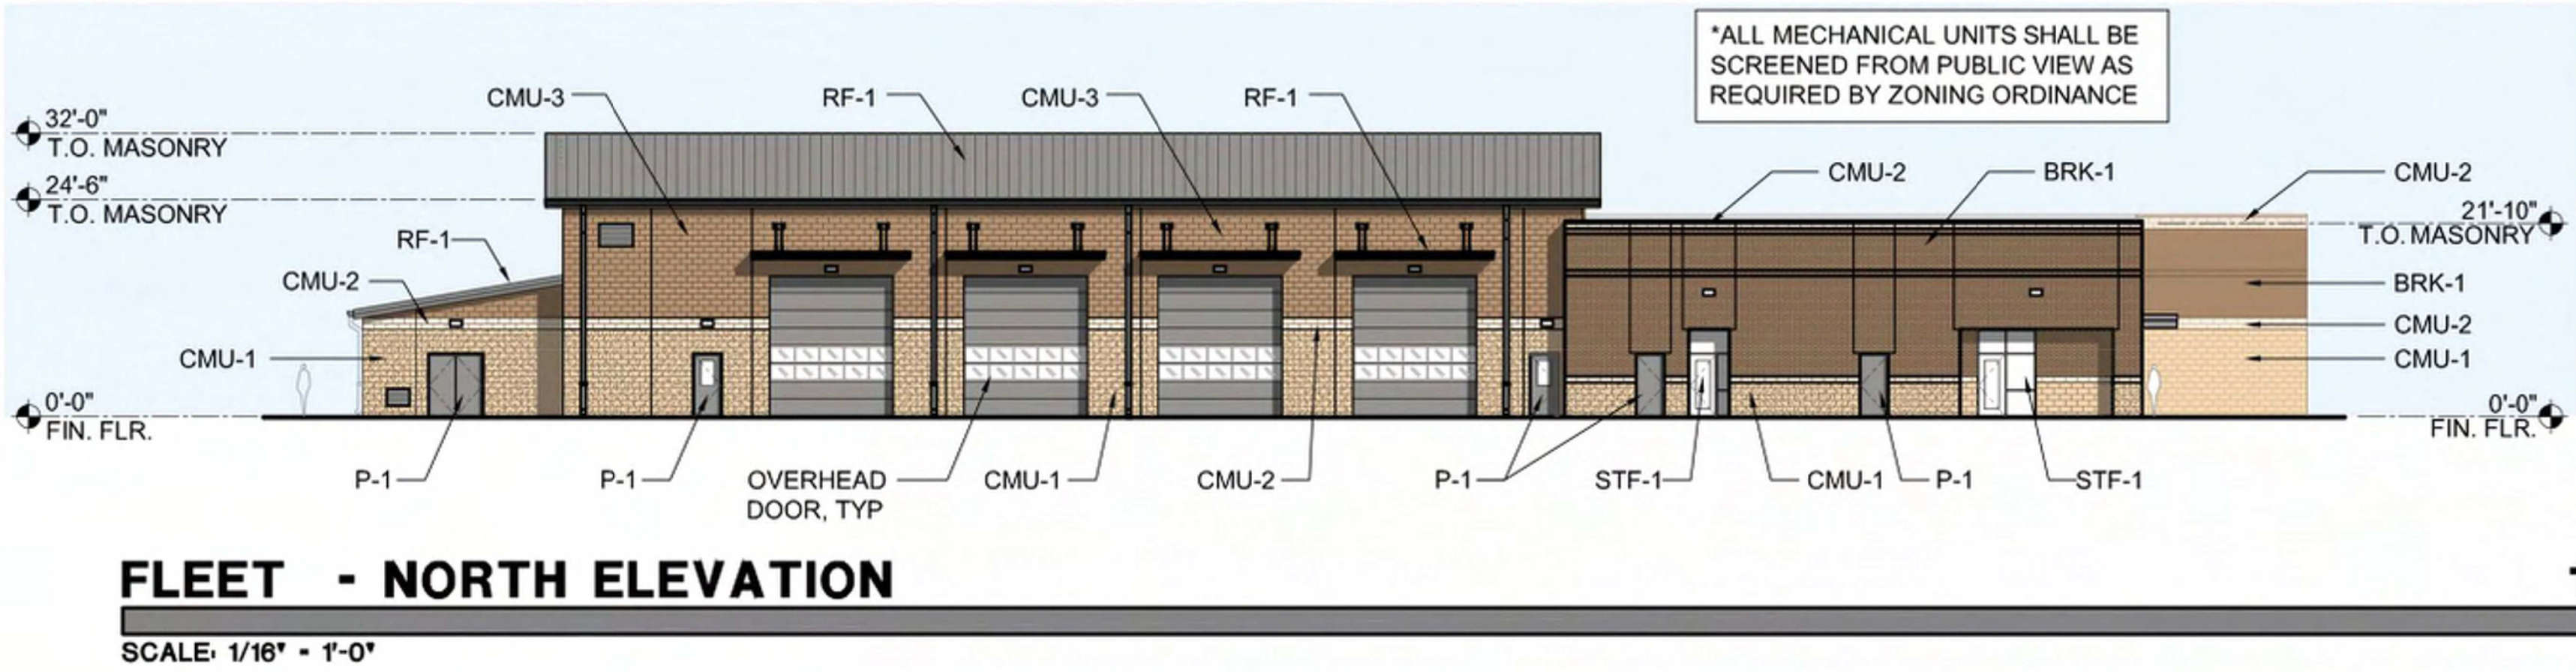 *ALL MECHANICAL UNITS SHALL BE
SCREENED FROM PUBLIC VIEW AS
REQUIRED BY ZONING ORDINANCE
CMU-3
RF-1
CMU-3
RF-1
32'-0"
T.O. MASONRY
24'-6"
T.O. MASONRY
CMU-2
BRK-1
CMU-2
21'-10"
T.O. MASONRY
RF-1
CMU-2
BRK-1
CMU-2
CMU-1
CMU-1
0'-0"
FIN. FLR.
0'-0"
FIN. FLR.
P-1
P-1
OVERHEAD
DOOR, TYP
CMU-1
CMU-2
P-1
STF-1
CMU-1
P-1
STF-1
FLEET - NORTH ELEVATION
SCALE: 1/16" = 1'-0"